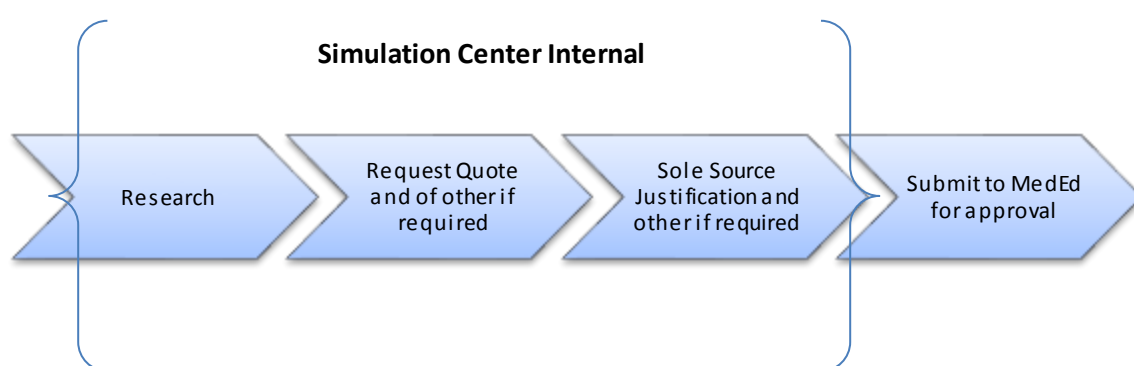 Simulation Center Internal
Research
Request Quote
and of other if
required
Sole Source
Justification and
other if required
Submit to MedEd
for approval